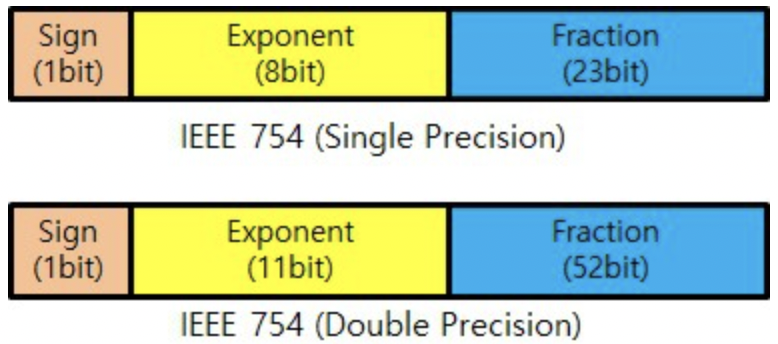 Sign Exponent Fraction
(1bit) (8bit) (23bit)
IEEE 754 (Single Precision)
Sign Exponent Fraction
(1bit) (11bit) (52bit)
IEEE 754 (Double Precision)